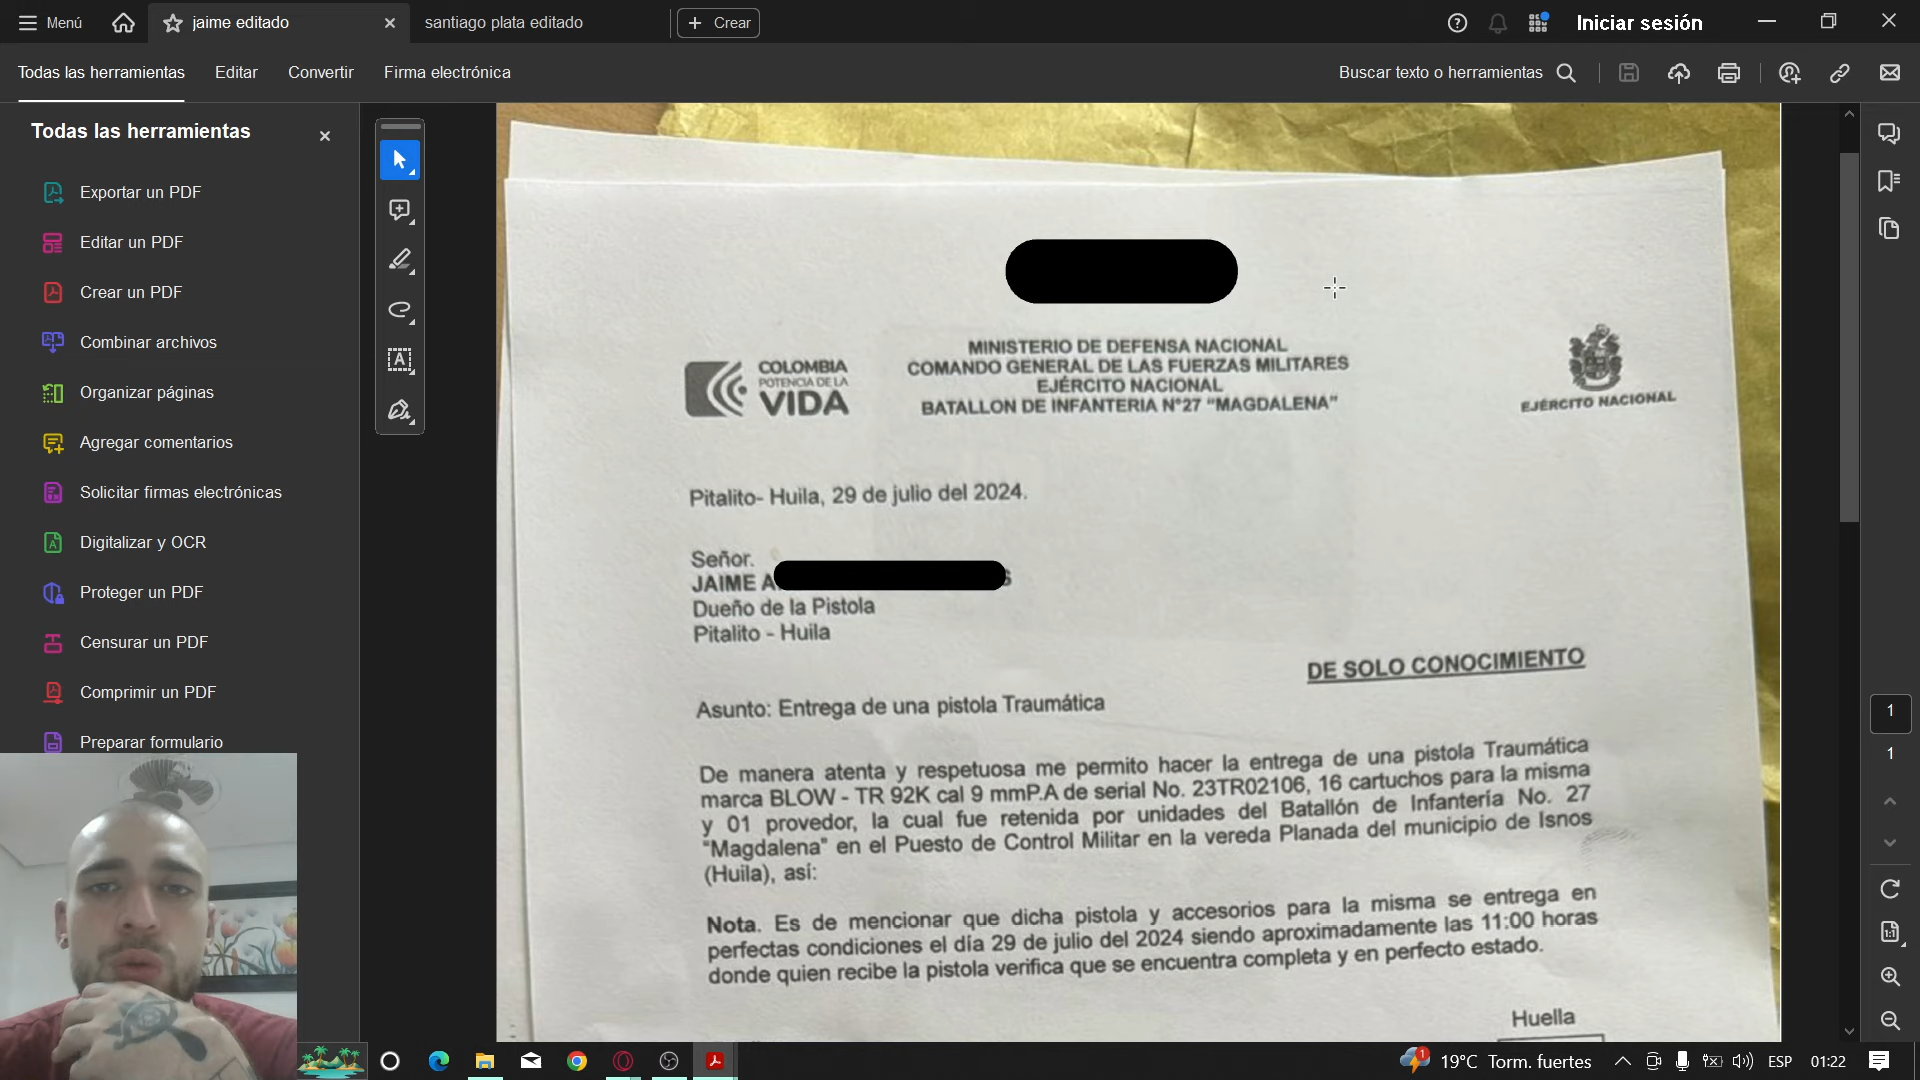 Menú
jaime editado
santiago plata editado
Crear
Iniciar sesión
Todas las herramientas
Editar
Convertir
Firma electrónica
Buscar texto o herramientas
Todas las herramientas
Exportar un PDF
Editar un PDF
Crear un PDF
Combinar archivos
Organizar páginas
Agregar comentarios
Solicitar firmas electrónicas
Digitalizar y OCR
Proteger un PDF
Censurar un PDF
Comprimir un PDF
Preparar formulario
COLOMBIA
POTENCIA DE LA
VIDA
MINISTERIO DE DEFENSA NACIONAL
COMANDO GENERAL DE LAS FUERZAS MILITARES
EJÉRCITO NACIONAL
BATALLON DE INFANTERIA N°27 “MAGDALENA”
EJÉRCITO NACIONAL
Pitalito- Huila, 29 de julio del 2024.
Señor.
JAIME A
Dueño de la Pistola
Pitalito - Huila
DE SOLO CONOCIMIENTO
Asunto: Entrega de una pistola Traumática
De manera atenta y respetuosa me permito hacer la entrega de una pistola Traumática
marca BLOW - TR 92K cal 9 mmP.A de serial No. 23TR02106, 16 cartuchos para la misma
y 01 provedor, la cual fue retenida por unidades del Batallón de Infantería No. 27
“Magdalena” en el Puesto de Control Militar en la vereda Planada del municipio de Isnos
(Huila), así:
Nota. Es de mencionar que dicha pistola y accesorios para la misma se entrega en
perfectas condiciones el día 29 de julio del 2024 siendo aproximadamente las 11:00 horas
donde quien recibe la pistola verifica que se encuentra completa y en perfecto estado.
Huella
1
1
1:1
1
19°C Torm. fuertes
ESP
01:22